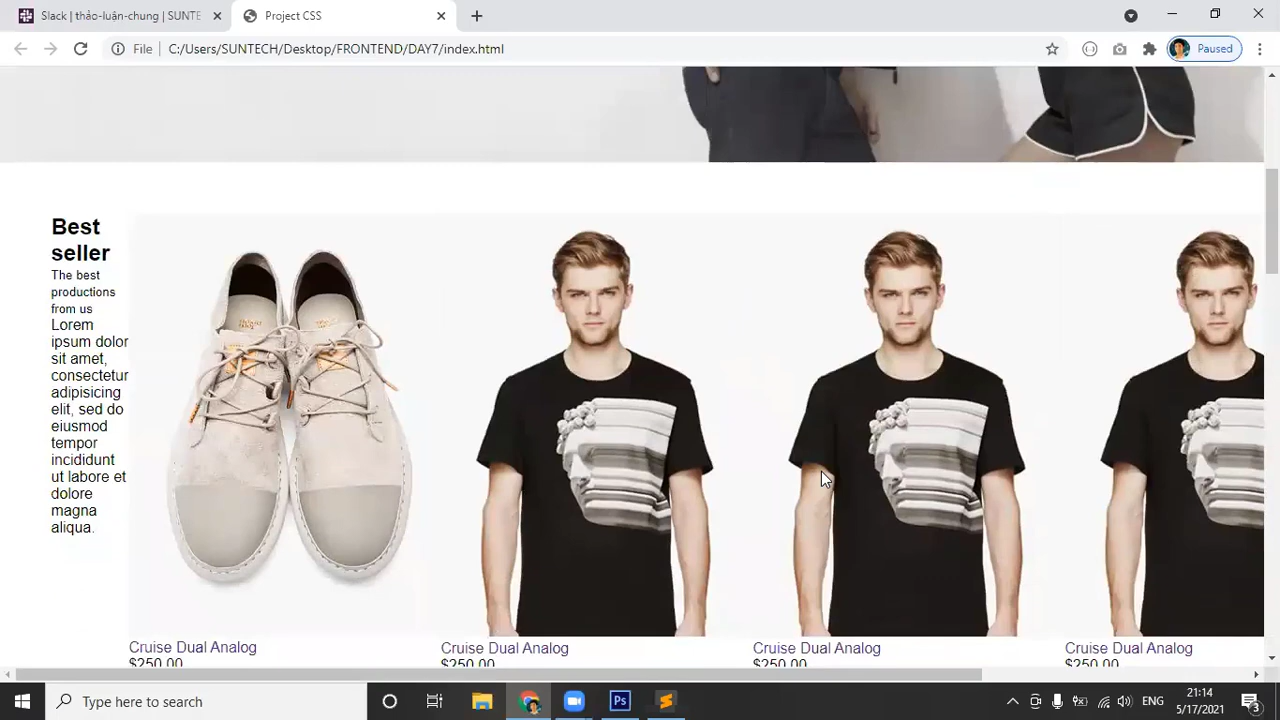 Slack | thảo-luận-chung | SUNTE
Project CSS
File
C:/Users/SUNTECH/Desktop/FRONTEND/DAY7/index.html
Paused
Best
seller
The best
productions
from us
Lorem
ipsum dolor
sit amet,
consectetur
adipisicing
elit, sed do
eiusmod
tempor
incididunt
ut labore et
dolore
magna
aliqua.
Cruise Dual Analog
$250.00
Cruise Dual Analog
$250.00
Cruise Dual Analog
$250.00
Cruise Dual Analog
$250.00
Type here to search
Ps
ENG
21:14
5/17/2021
3